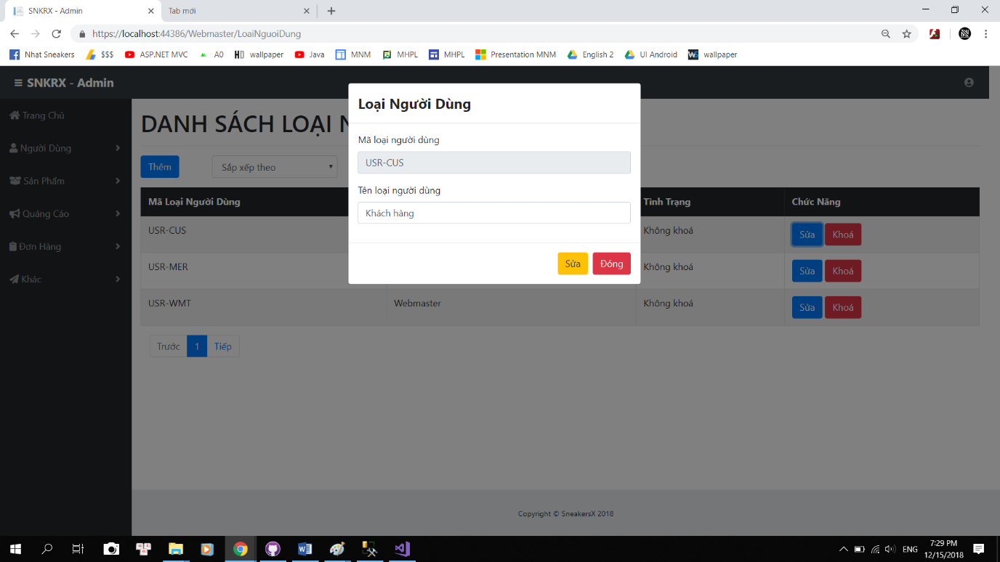 SNKRX - Admin
Tab mới
https://localhost:44386/Webmaster/LoaiNguoiDung
Nhat Sneakers
$$$
ASP.NET MVC
A0
wallpaper
Java
MNM
MHPL
MHPL
Presentation MNM
English 2
UI Android
wallpaper
SNKRX - Admin
Trang Chủ
Người Dùng
Sản Phẩm
Quảng Cáo
Đơn Hàng
Khác
DANH SÁCH LOẠI
Thêm
Sắp xếp theo
Mã Loại Người Dùng
Tình Trạng
Chức Năng
USR-CUS
Không khoá
Sửa
Khoá
USR-MER
Không khoá
Sửa
Khoá
USR-WMT
Webmaster
Không khoá
Sửa
Khoá
Trước
1
Tiếp
Loại Người Dùng
Mã loại người dùng
USR-CUS
Tên loại người dùng
Khách hàng
Sửa
Đóng
Copyright © SneakersX 2018
ENG
7:29 PM
12/15/2018